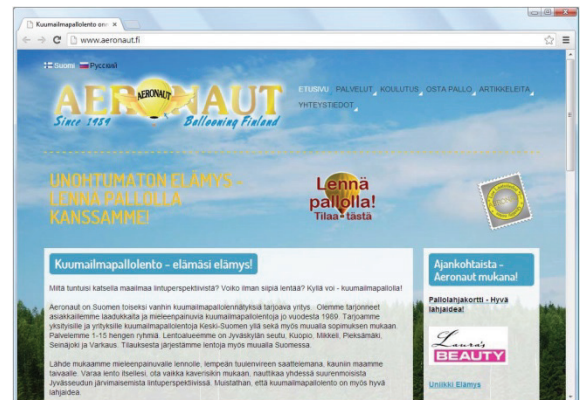 Kuumailmapallolento on
www.aeronaut.fi
Suomi Русский
AERONAUT
AERONAUT
Since 1989 Ballooning Finland
ETUSIVU PALVELUT KOULUTUS OSTA PALLO ARTIKKELEITA
YHTEYSTIEDOT
UNOHTUMATON ELÄMYS -
LENNÄ PALLOLLA
KANSSAMME!
Lennä
pallolla!
Tilaa tästä
Kuumailmapallolento - elämäsi elämys!
Miltä tuntuisi katsella maailmaa lintuperspektiivistä? Voiko ilman siipiä lentää? Kyllä voi - kuumailmapallolla!
Aeronaut on Suomen toiseksi vanhin kuumailmapallolennätyksiä tarjoava yritys. Olemme tarjonneet
asiakkaillemme laadukkaita ja mieleenpainuvia kuumailmapallolentoja jo vuodesta 1989. Tarjoamme
yksityisille ja yrityksille kuumailmapallolentoja Keski-Suomen yllä sekä myös muualla sopimuksen mukaan.
Palvelemme 1-15 hengen ryhmiä. Lentoalueemme on Jyväskylän seutu, Kuopio, Mikkeli, Pieksämäki,
Seinäjoki ja Varkaus. Tilauksesta järjestämme lentoja myös muualla Suomessa.
Lähde mukaamme mieleenpainuvalle lennolle, lempeän tuulenvireen saattelemana, kauniin maamme
taivaalle. Varaa lento itsellesi, ota vaikka kaverisikin mukaan, nauttikaa yhdessä suurenmoisista
Jyvässeudun järvimaisemista lintuperspektiivissä. Muistathan, että kuumailmapallolento on myös hyvä
lahjaidea.
Ajankohtaista -
Aeronaut mukana!
Pallolahjakortti - Hyvä
lahjaidea!
Laura's
BEAUTY
Uniikki Elämys